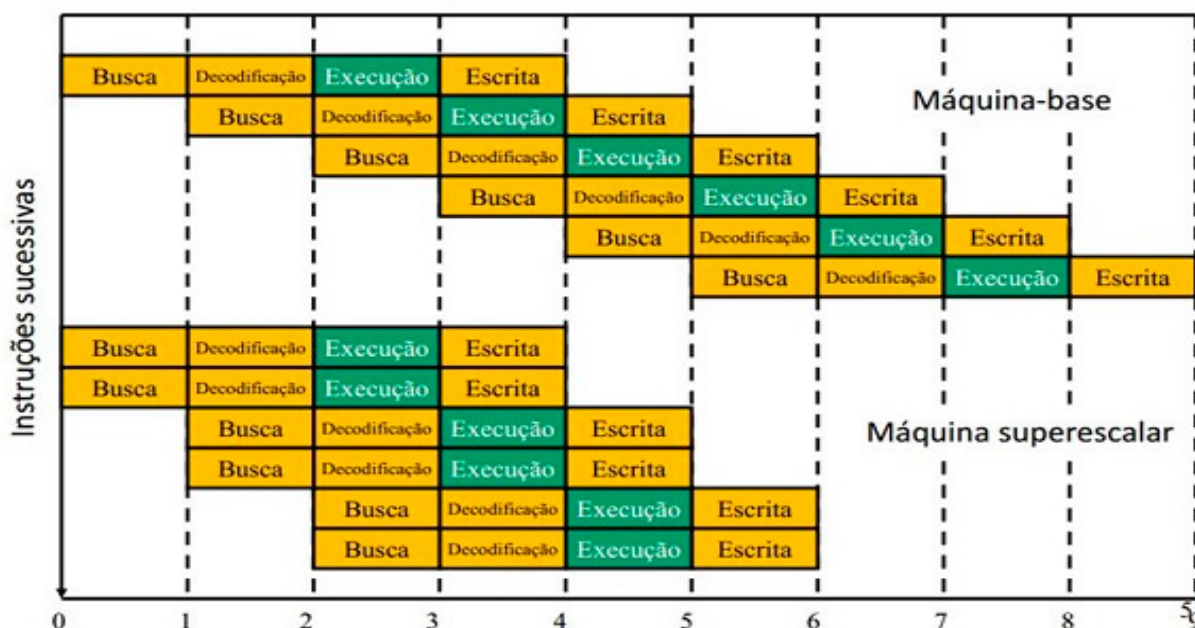 Busca Decodificação Execução Escrita
Máquina-base
Busca Decodificação Execução Escrita
Busca Decodificação Execução Escrita
Busca Decodificação Execução Escrita
Busca Decodificação Execução Escrita
Busca Decodificação Execução Escrita
Instruções sucessivas
Busca Decodificação Execução Escrita
Busca Decodificação Execução Escrita
Busca Decodificação Execução Escrita
Máquina superescalar
Busca Decodificação Execução Escrita
Busca Decodificação Execução Escrita
Busca Decodificação Execução Escrita
0 1 2 3 4 5 6 7 8